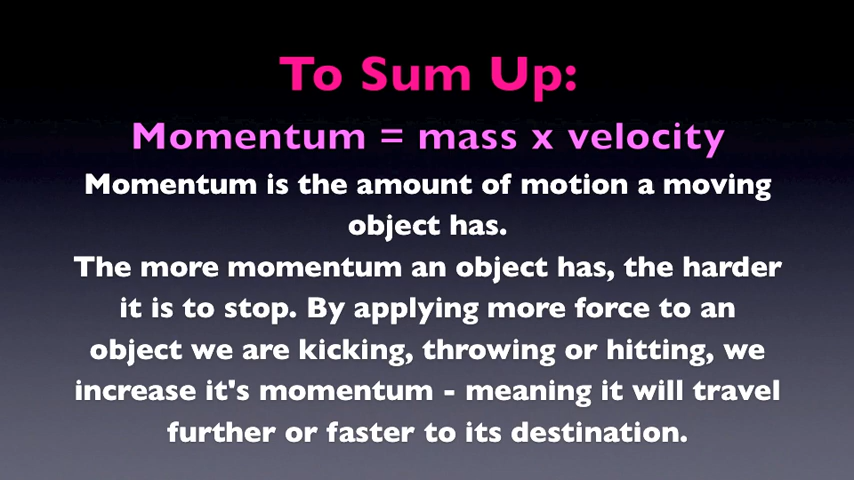 To Sum Up:
Momentum = mass x velocity
Momentum is the amount of motion a moving
object has.
The more momentum an object has, the harder
it is to stop. By applying more force to an
object we are kicking, throwing or hitting, we
increase it's momentum - meaning it will travel
further or faster to its destination.